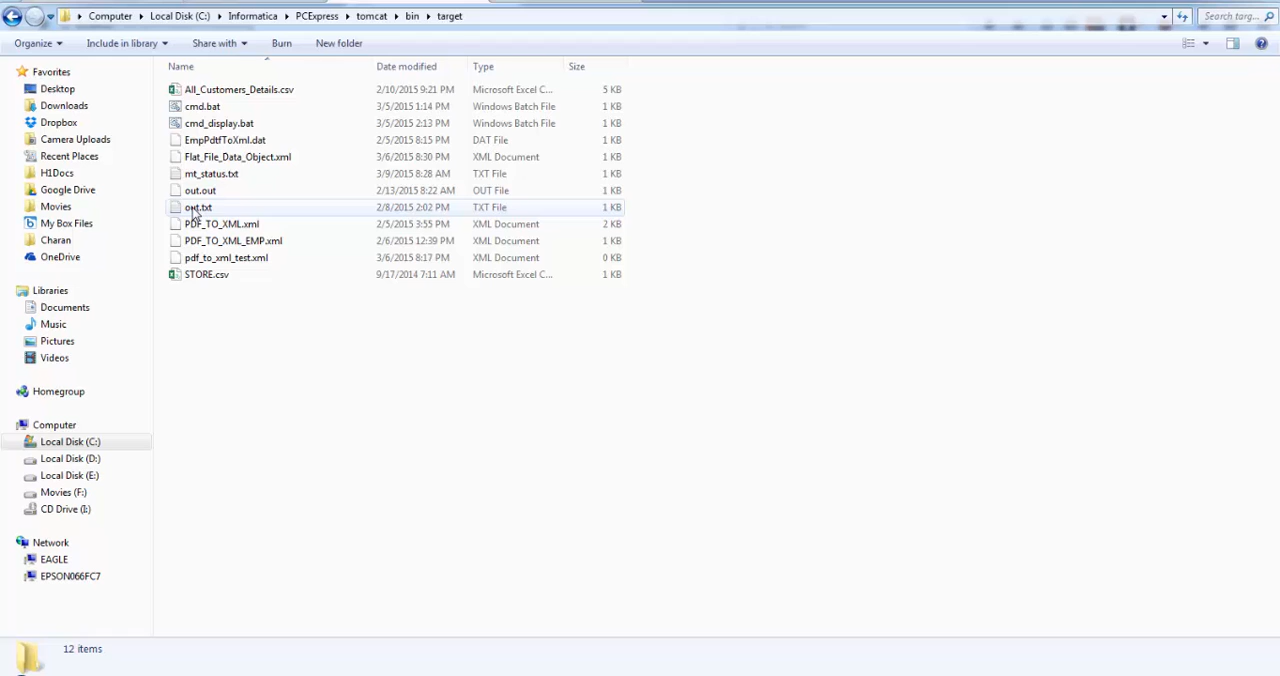 Computer ▸ Local Disk (C:) ▸ Informatica ▸ PCExpress ▸ tomcat ▸ bin ▸ target
Search targ...
Organize Include in library Share with Burn New folder
Name Date modified Type Size
All_Customers_Details.csv 2/10/2015 9:21 PM Microsoft Excel C... 5 KB
cmd.bat 3/5/2015 1:14 PM Windows Batch File 1 KB
cmd_display.bat 3/5/2015 2:13 PM Windows Batch File 1 KB
EmpPdtfToXml.dat 2/5/2015 8:15 PM DAT File 1 KB
Flat_File_Data_Object.xml 3/6/2015 8:30 PM XML Document 1 KB
mt_status.txt 3/9/2015 8:28 AM TXT File 1 KB
out.out 2/13/2015 8:22 AM OUT File 1 KB
out.txt 2/8/2015 2:02 PM TXT File 1 KB
PDF_TO_XML.xml 2/5/2015 3:55 PM XML Document 2 KB
PDF_TO_XML_EMP.xml 2/6/2015 12:39 PM XML Document 1 KB
pdf_to_xml_test.xml 3/6/2015 8:17 PM XML Document 0 KB
STORE.csv 9/17/2014 7:11 AM Microsoft Excel C... 1 KB
Favorites
Desktop
Downloads
Dropbox
Camera Uploads
Recent Places
H1Docs
Google Drive
Movies
My Box Files
Charan
OneDrive
Libraries
Documents
Music
Pictures
Videos
Homegroup
Computer
Local Disk (C:)
Local Disk (D:)
Local Disk (E:)
Movies (F:)
CD Drive (I:)
Network
EAGLE
EPSON066FC7
12 items